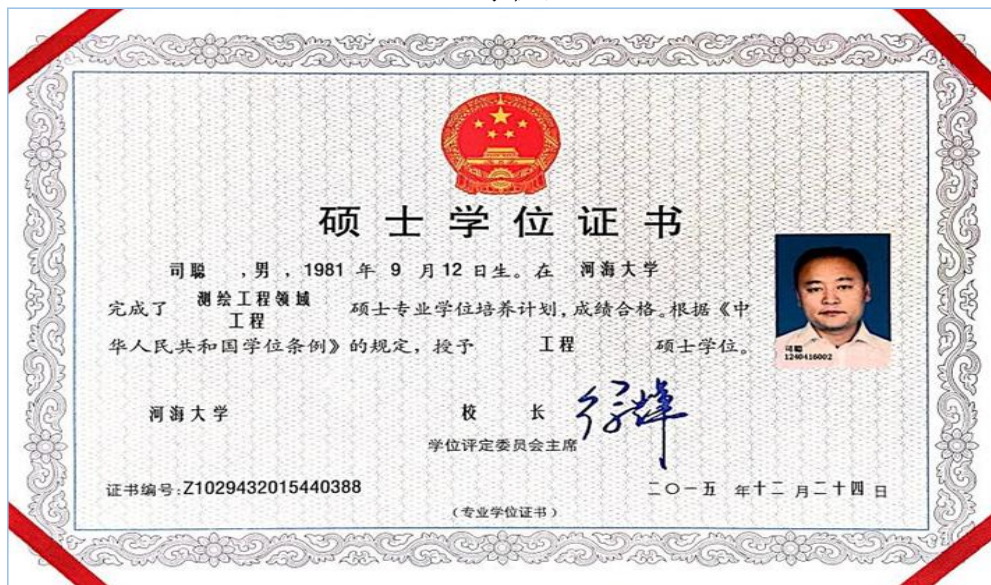 硕士学位证书
司聪 ，男，1981 年 9 月 12 日生。在 河海大学
完成了 测绘工程领域工程 硕士专业学位培养计划，成绩合格。根据《中
华人民共和国学位条例》的规定，授予 工程 硕士学位。
司聪
1240416002
河海大学 校 长
学位评定委员会主席
证书编号：Z1029432015440388 二〇一五 年十二 月二十四 日
（专业学位证书）